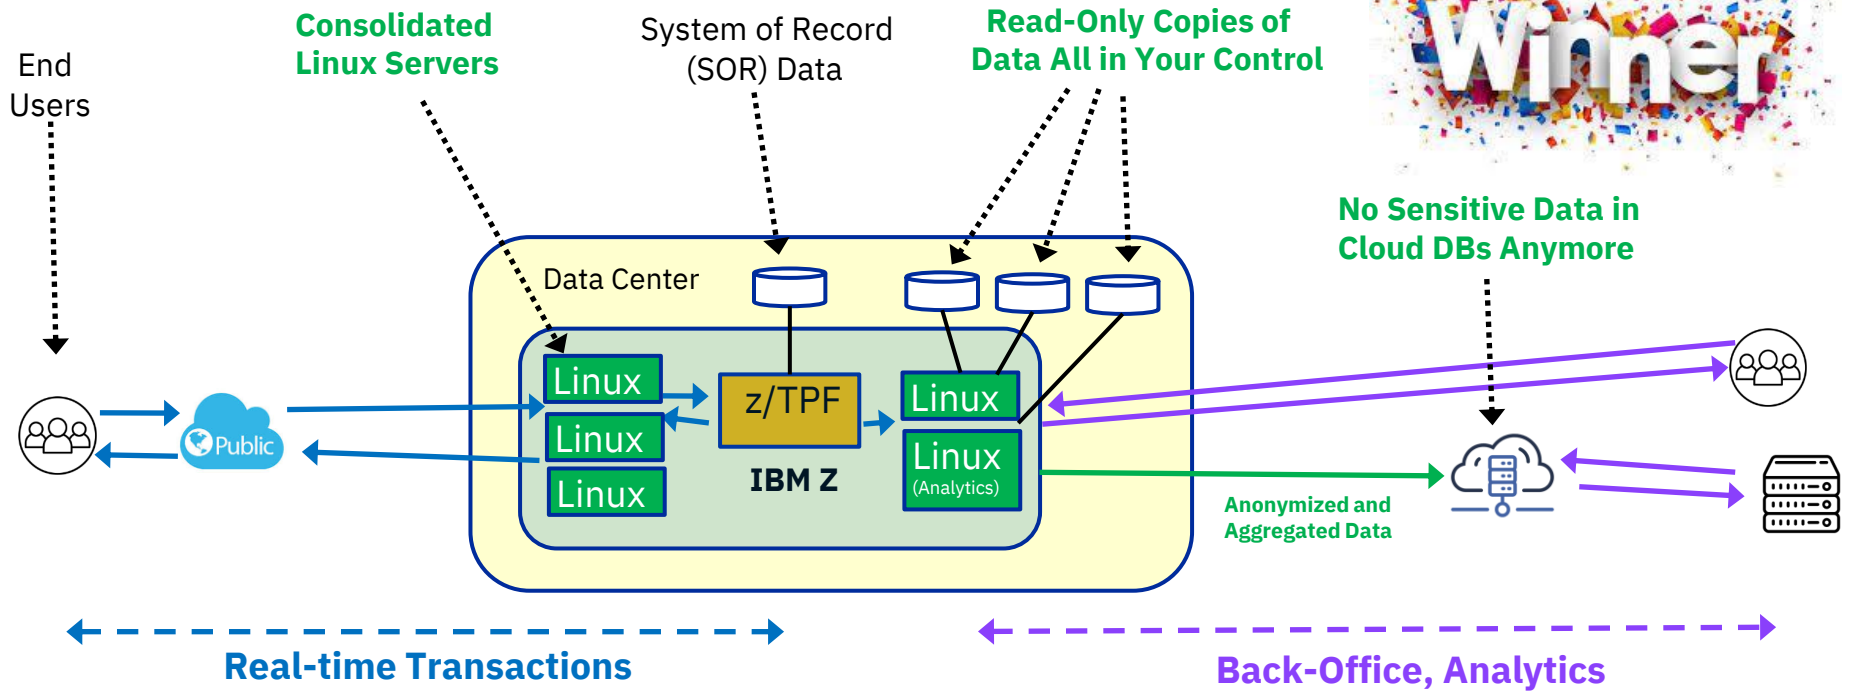 End
Users
Consolidated
Linux Servers
System of Record
(SOR) Data
Read-Only Copies of
Data All in Your Control
Winner
No Sensitive Data in
Cloud DBs Anymore
Data Center
Linux
Linux
Linux
z/TPF
IBM Z
Linux
Linux
(Analytics)
Public
Anonymized and
Aggregated Data
Real-time Transactions
Back-Office, Analytics